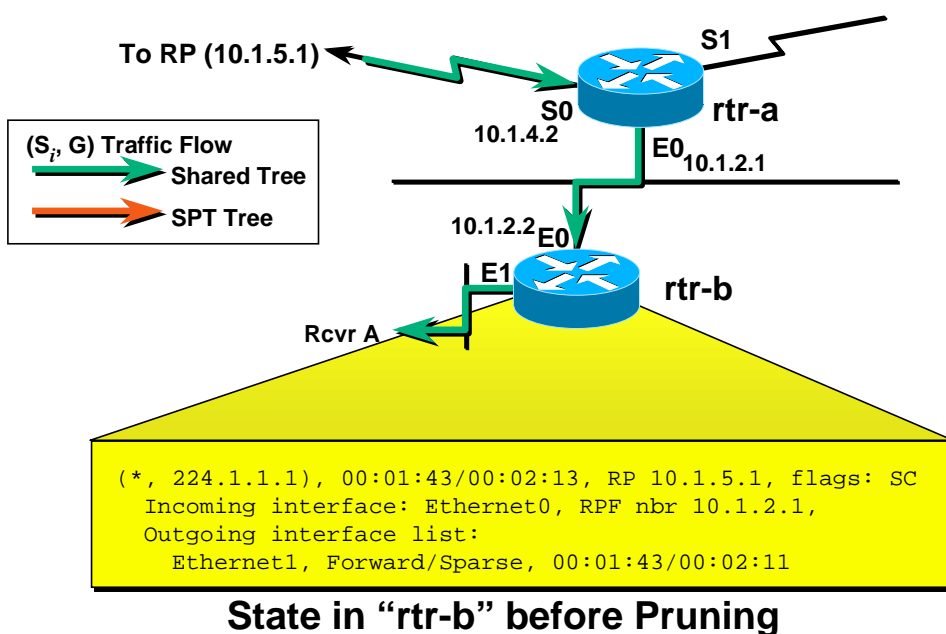 S1
To RP (10.1.5.1)
rtr-a
S0
10.1.4.2
E0
10.1.2.1
(Si, G) Traffic Flow
Shared Tree
SPT Tree
10.1.2.2
E0
E1
rtr-b
Rcvr A
(*, 224.1.1.1), 00:01:43/00:02:13, RP 10.1.5.1, flags: SC
Incoming interface: Ethernet0, RPF nbr 10.1.2.1,
Outgoing interface list:
Ethernet1, Forward/Sparse, 00:01:43/00:02:11
State in “rtr-b” before Pruning